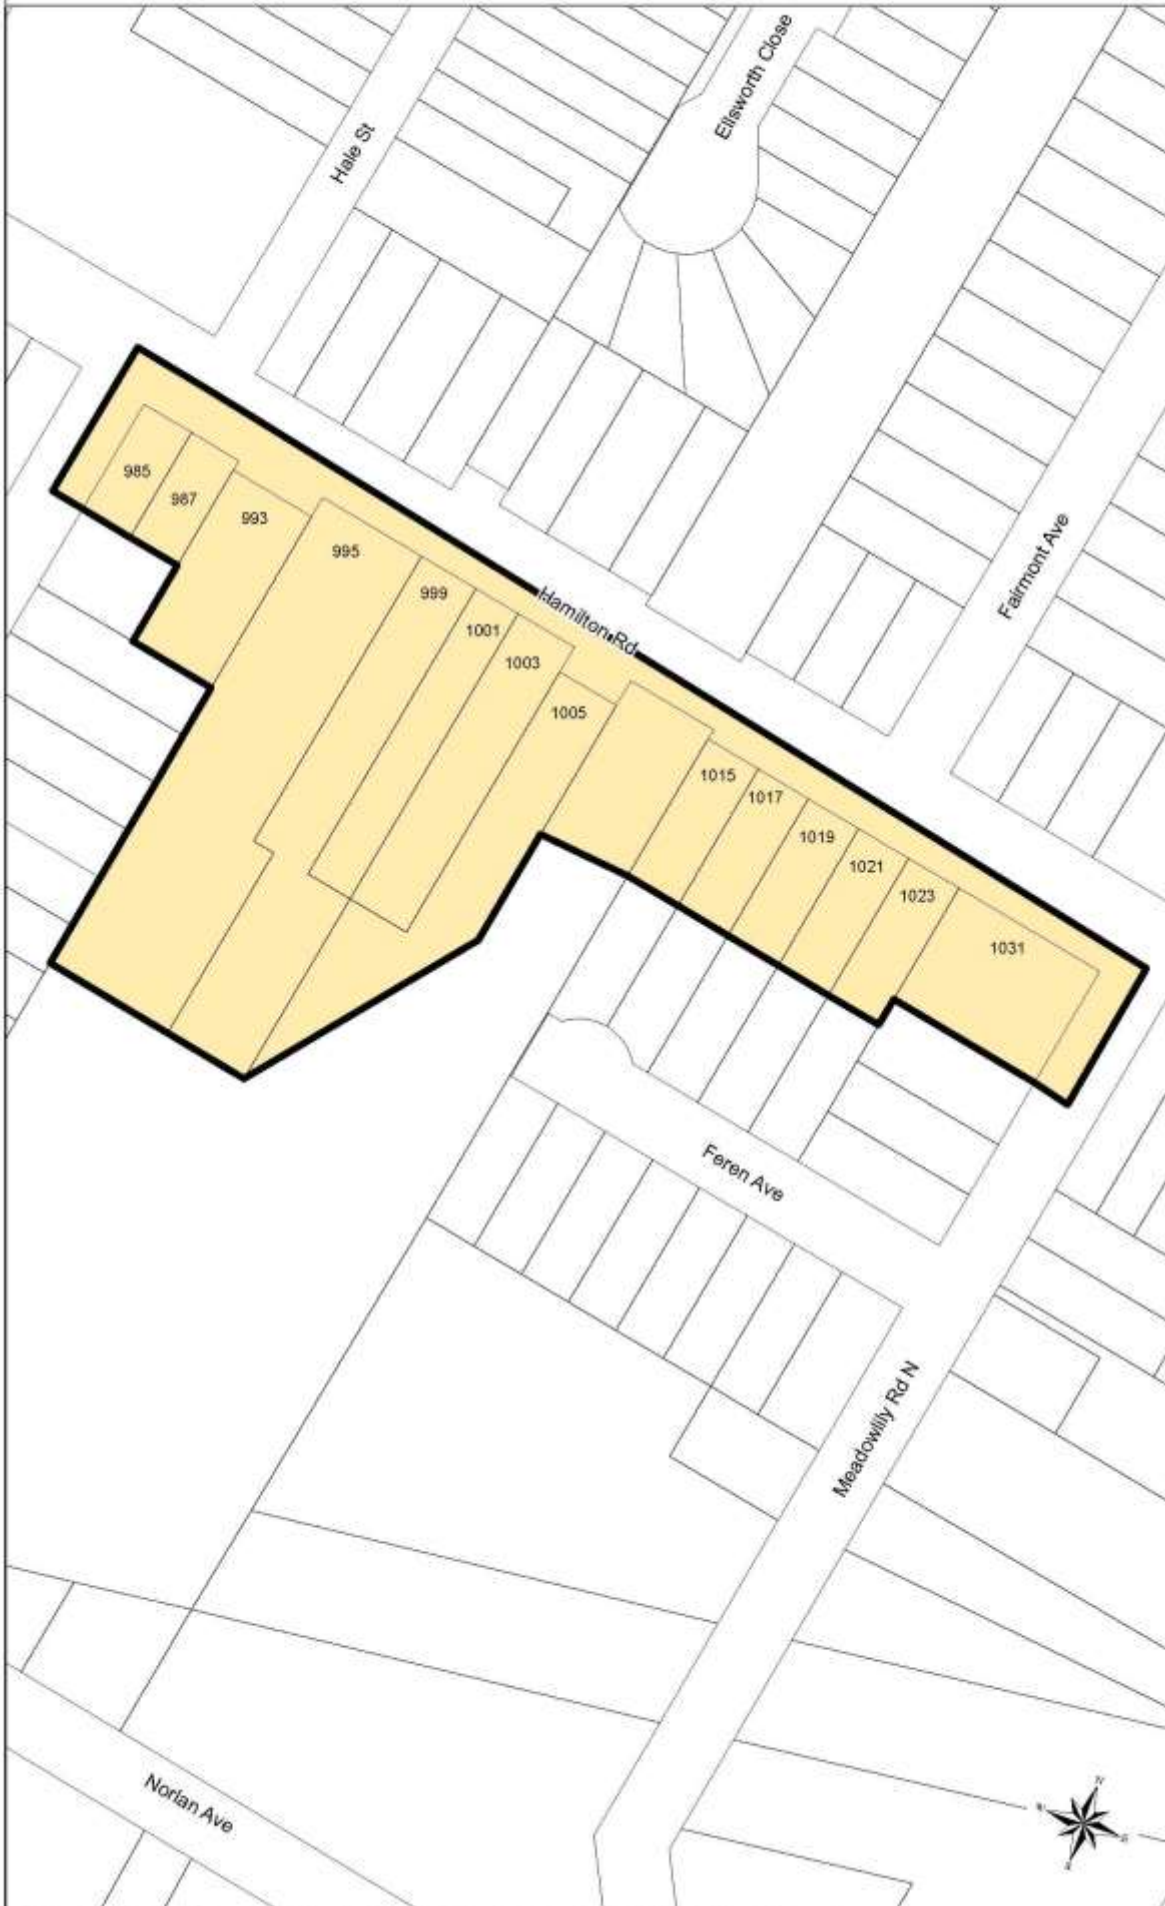 Ellsworth Close
Hale St
985
987
993
995
999
Hamilton Rd
Fairmont Ave
1001
1003
1005
1015
1017
1019
1021
1023
1031
Feren Ave
Meadowlily Rd N
Norlan Ave
N